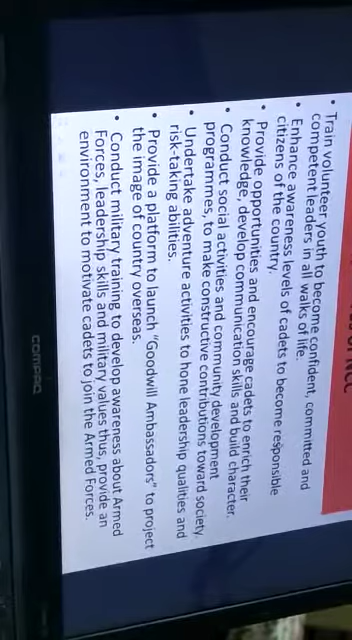 of NCC
• Train volunteer youth to become confident, committed and
competent leaders in all walks of life.
• Enhance awareness levels of cadets to become responsible
citizens of the country.
• Provide opportunities and encourage cadets to enrich their
knowledge, develop communication skills and build character.
• Conduct social activities and community development
programmes, to make constructive contributions toward society.
• Undertake adventure activities to hone leadership qualities and
risk-taking abilities.
• Provide a platform to launch "Goodwill Ambassadors" to project
the image of country overseas.
• Conduct military training to develop awareness about Armed
Forces, leadership skills and military values thus, provide an
environment to motivate cadets to join the Armed Forces.
COMPAQ